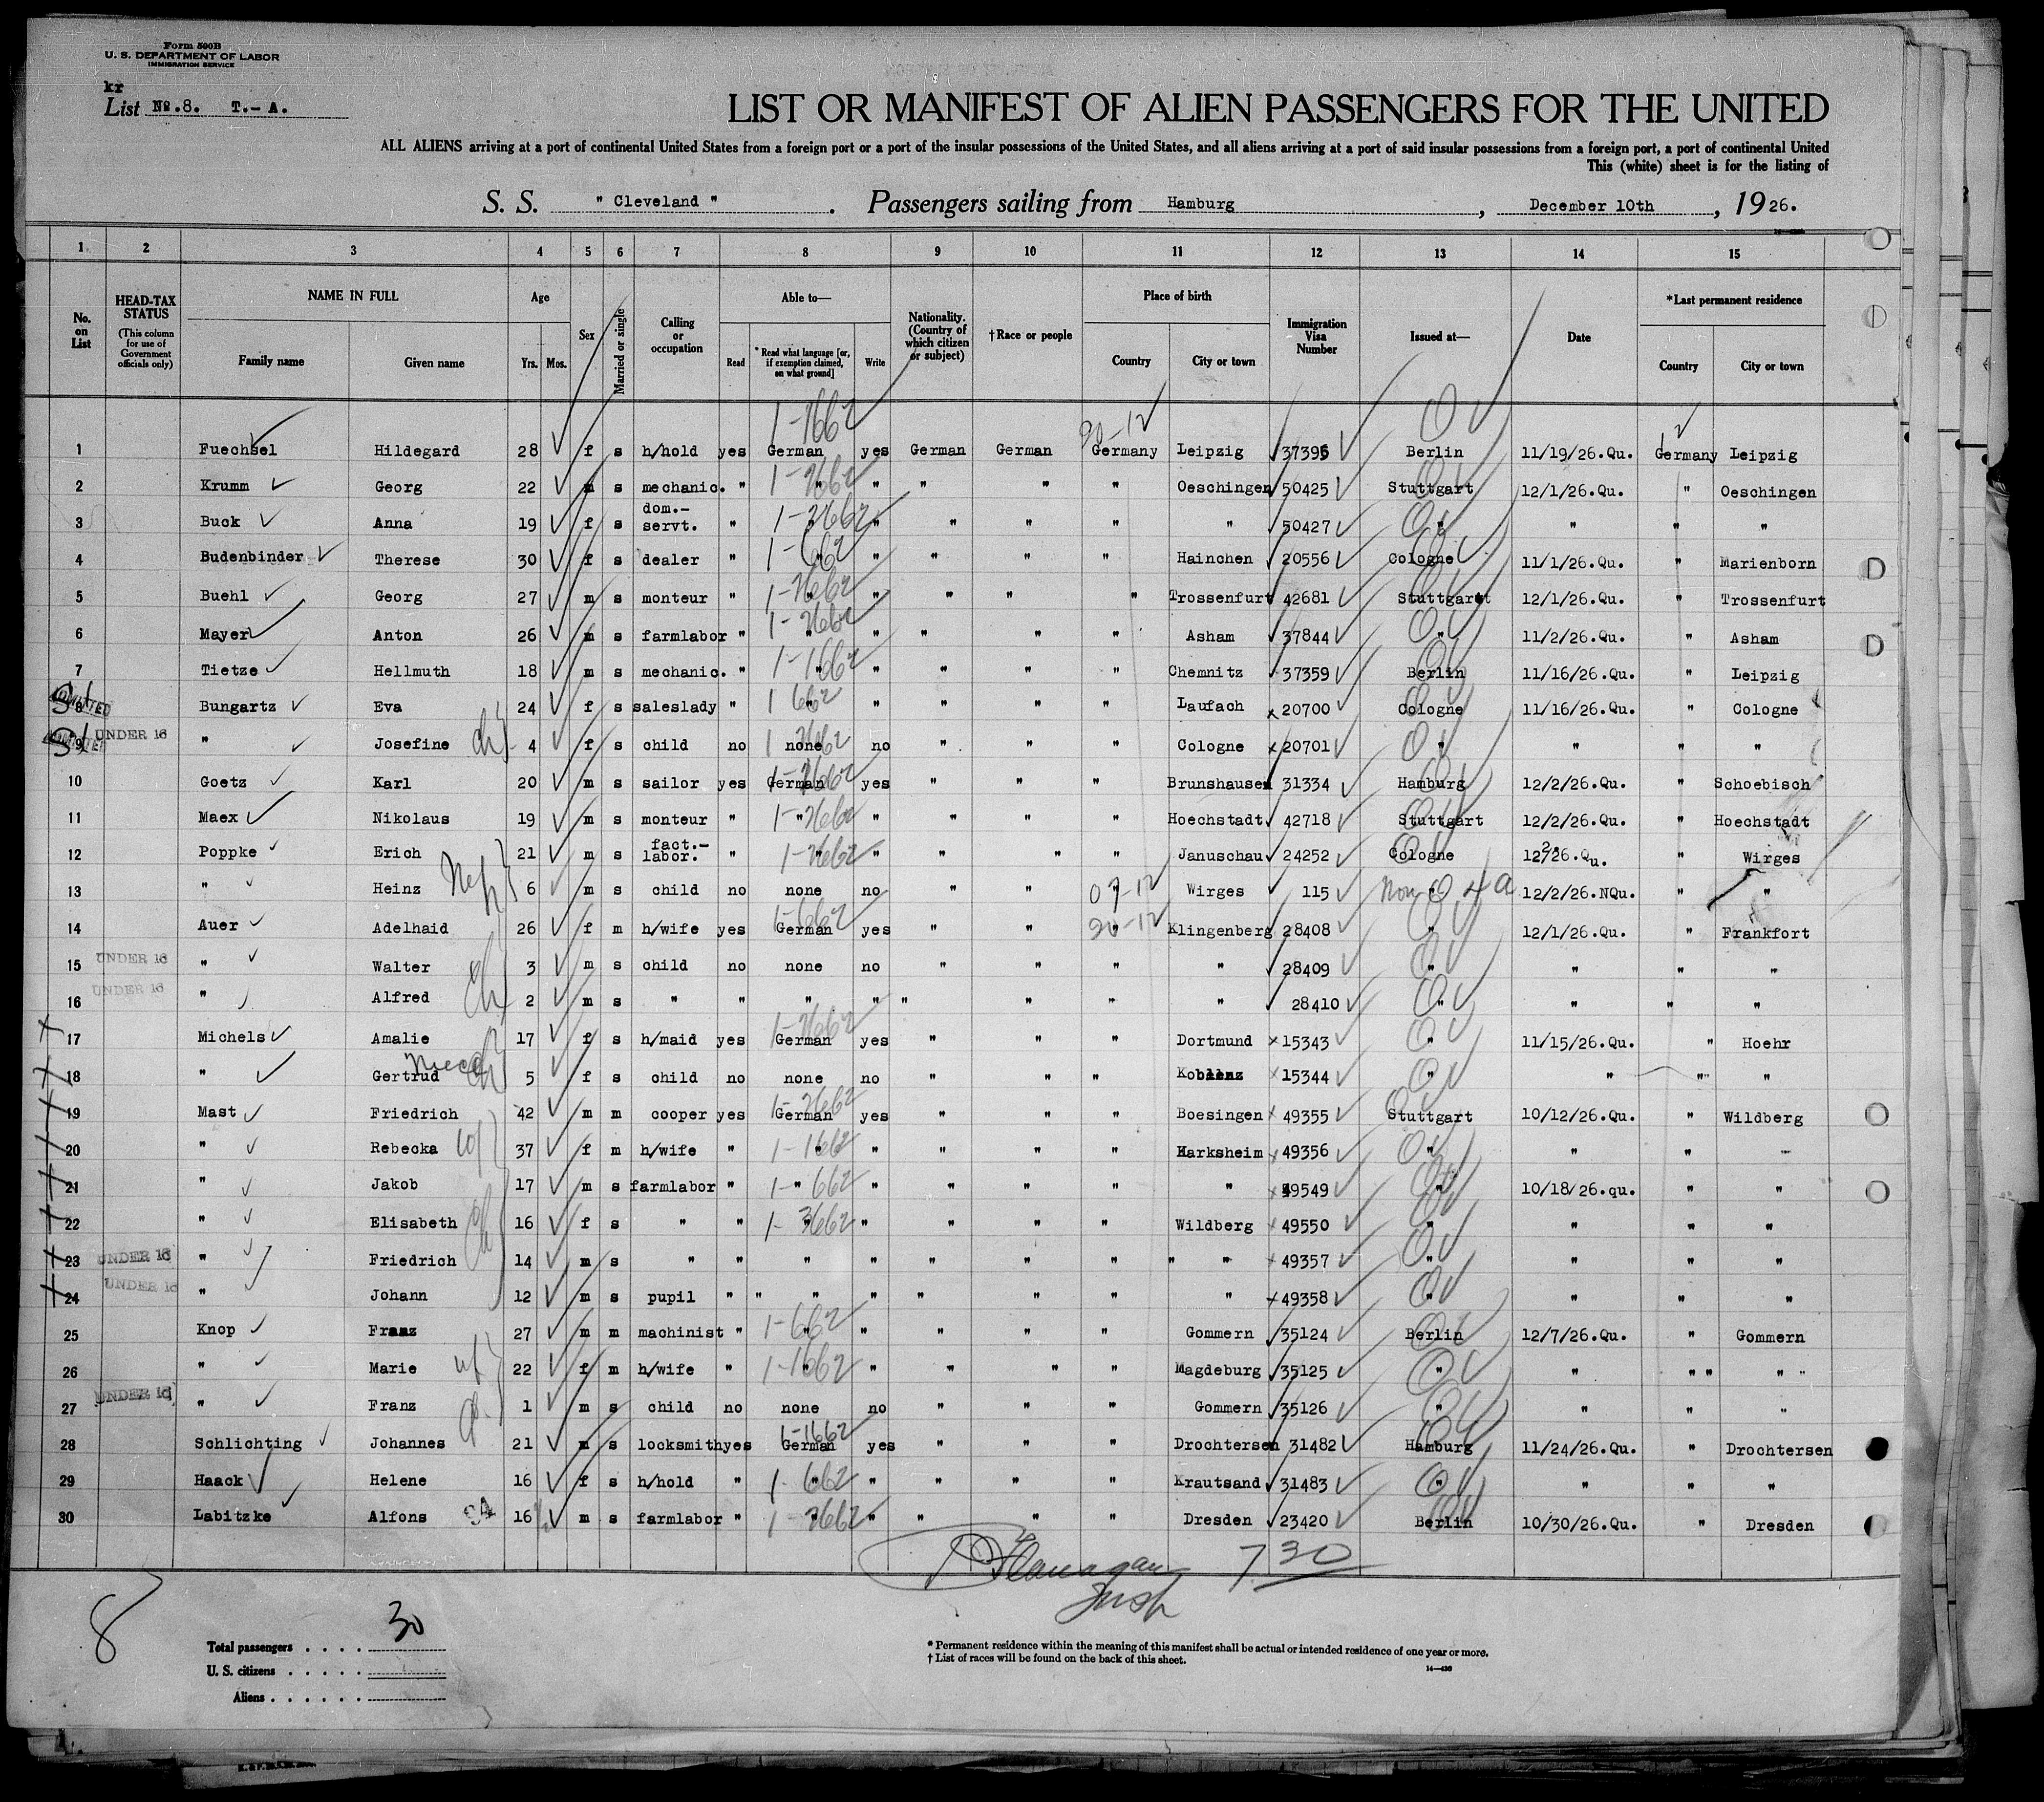 Form 500B
U. S. DEPARTMENT OF LABOR
IMMIGRATION SERVICE
kr
List No.8. T.- A.
LIST OR MANIFEST OF ALIEN PASSENGERS FOR THE UNITED
ALL ALIENS arriving at a port of continental United States from a foreign port or a port of the insular possessions of the United States, and all aliens arriving at a port of said insular possessions from a foreign port, a port of continental United
This (white) sheet is for the listing of
S. S. " Cleveland " . Passengers sailing from Hamburg , December 10th , 1926.
1 2 3 4 5 6 7 8 9 10 11 12 13 14 15
No. on List HEAD-TAX STATUS (This column for use of Government officials only) NAME IN FULL Family name Given name Age Yrs. Mos. Sex Married or single Calling or occupation Able to— Read * Read what language [or, if exemption claimed, on what ground] Write Nationality. (Country of which citizen or subject) † Race or people Place of birth Country City or town Immigration Visa Number Issued at— Date * Last permanent residence Country City or town
1 Fuechsel Hildegard 28 f s h/hold yes German yes German German Germany Leipzig 37395 Berlin 11/19/26.Qu. Germany Leipzig
2 Krumm Georg 22 m s mechanic. " " " " " " Oeschingen 50425 Stuttgart 12/1/26.Qu. " Oeschingen
3 Buck Anna 19 f s dom.- servt. " " " " " " " 50427 " " " "
4 Budenbinder Therese 30 f s dealer " " " " " " Hainchen 20556 Cologne 11/1/26.Qu. " Marienborn
5 Buehl Georg 27 m s monteur " " " " " " Trossenfurt 42681 Stuttgart 12/1/26.Qu. " Trossenfurt
6 Mayer Anton 26 m s farmlabor " " " " " " Asham 37844 " 11/2/26.Qu. " Asham
7 Tietze Hellmuth 18 m s mechanic. " " " " " " Chemnitz 37359 Berlin 11/16/26.Qu. " Leipzig
8 ADMITTED Bungartz Eva 24 f s saleslady " " " " " " Laufach 20700 Cologne 11/16/26.Qu. " Cologne
9 ADMITTED UNDER 16 " Josefine ch 4 f s child no none no " " " Cologne 20701 " " " "
10 Goetz Karl 20 m s sailor yes German yes " " " Brunshausen 31334 Hamburg 12/2/26.Qu. " Schoebisch
11 Maex Nikolaus 19 m s monteur " " " " " " Hoechstadt 42718 Stuttgart 12/2/26.Qu. " Hoechstadt
12 Poppke Erich 21 m s fact.- labor. " " " " " " Januschau 24252 Cologne 12/2/26.Qu. " Wirges
13 " Heinz Neph 6 m s child no none no " " " 07-12 Wirges 115 Non " 4 a 12/2/26.NQu. " "
14 Auer Adelhaid 26 f m h/wife yes German yes " " " Klingenberg 28408 " 12/1/26.Qu. " Frankfort
15 UNDER 16 " Walter 3 m s child no none no " " " " 28409 " " " "
16 UNDER 16 " Alfred ch 2 m s " " " " " " " " 28410 " " " "
17 Michels Amalie 17 f s h/maid yes German yes " " " Dortmund 15343 " 11/15/26.Qu. " Hoehr
18 " Gertrud Niece 5 f s child no none no " " " Koblenz 15344 " " " "
19 Mast Friedrich 42 m m cooper yes German yes " " " Boesingen 49355 Stuttgart 10/12/26.Qu. " Wildberg
20 " Rebecka wf 37 f m h/wife " " " " " " Harksheim 49356 " " " "
21 " Jakob 17 m s farmlabor " " " " " " " 49549 " 10/18/26.qu. " "
22 " Elisabeth ch 16 f s " " " " " " " Wildberg 49550 " " " "
23 UNDER 16 " Friedrich 14 m s " " " " " " " " 49357 " " " "
24 UNDER 16 " Johann 12 m s pupil " " " " " " " 49358 " " " "
25 Knop Franz 27 m m machinist " " " " " " Gommern 35124 Berlin 12/7/26.Qu. " Gommern
26 " Marie wf 22 f m h/wife " " " " " " Magdeburg 35125 " " " "
27 UNDER 16 " Franz ch. 1 m s child no none no " " " Gommern 35126 " " " "
28 Schlichting Johannes 21 m s locksmith yes German yes " " " Drochtersen 31482 Hamburg 11/24/26.Qu. " Drochtersen
29 Haack Helene 16 f s h/hold " " " " " " Krautsand 31483 " " " "
30 Labitzke Alfons 16 m s farmlabor " " " " " " Dresden 23420 Berlin 10/30/26.Qu. " Dresden
Flanagan 7 30
Insp
8
Total passengers . . . . 30
U. S. citizens . . . . .
Aliens . . . . . .
* Permanent residence within the meaning of this manifest shall be actual or intended residence of one year or more.
† List of races will be found on the back of this sheet.
14—430